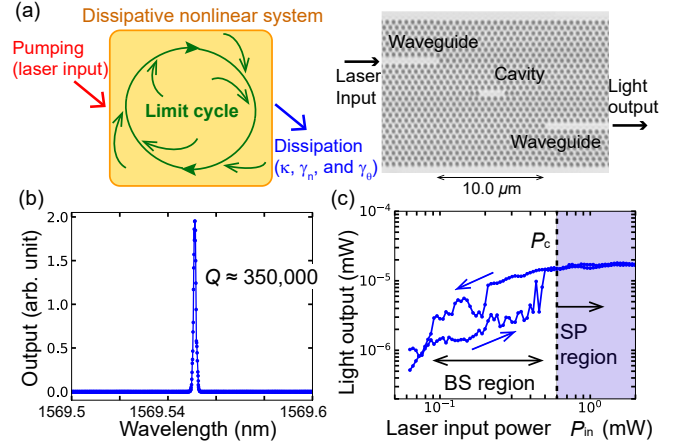 (a)
Dissipative nonlinear system
Pumping
(laser input)
Limit cycle
Dissipation
(κ, γn, and γθ)
Waveguide
Laser
Input
Cavity
Light
output
Waveguide
10.0 μm
(b)
Output (arb. unit)
2.0
1.5
1.0
0.5
0.0
Q ≈ 350,000
1569.5
1569.54
1569.6
Wavelength (nm)
(c)
Light output (mW)
10⁻⁴
10⁻⁵
10⁻⁶
Pc
SP
region
BS region
10⁻¹
10⁰
Laser input power Pin (mW)